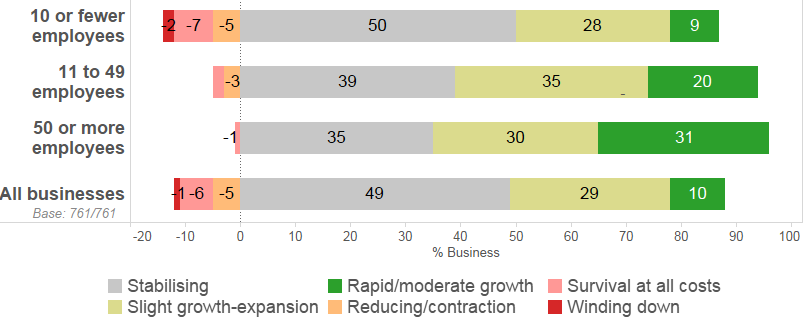 10 or fewer
employees
-2 -7 -5 50 28 9
11 to 49
employees
-3 39 35 20
-
50 or more
employees
-1 35 30 31
All businesses
Base: 761/761
-1 -6 -5 49 29 10
-20 -10 0 10 20 30 40 50 60 70 80 90 100
% Business
Stabilising Rapid/moderate growth Survival at all costs
Slight growth-expansion Reducing/contraction Winding down